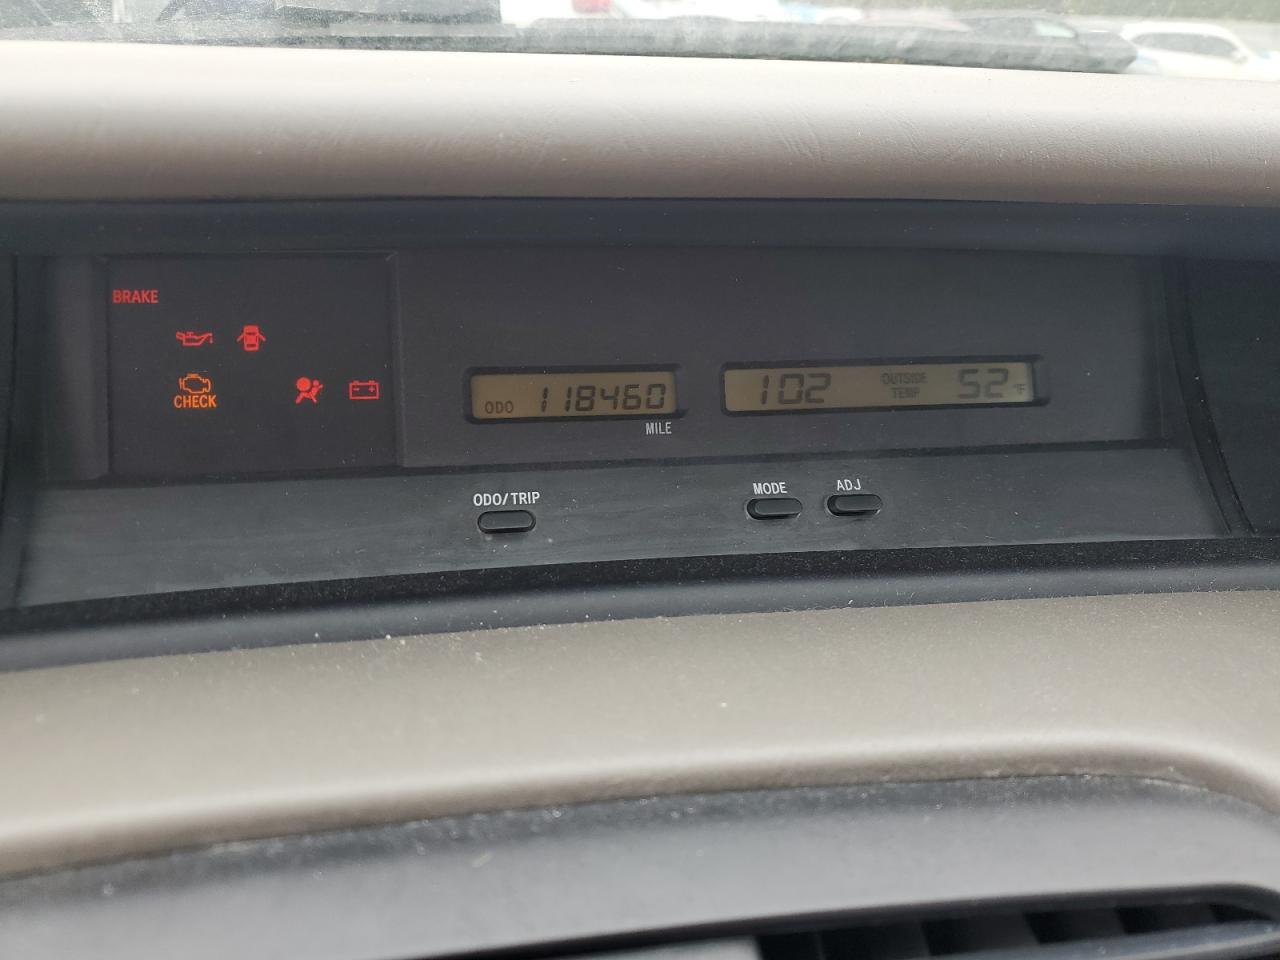 BRAKE
CHECK
ODO 118460
MILE
102 OUTSIDE TEMP 52 °F
ODO/TRIP
MODE
ADJ